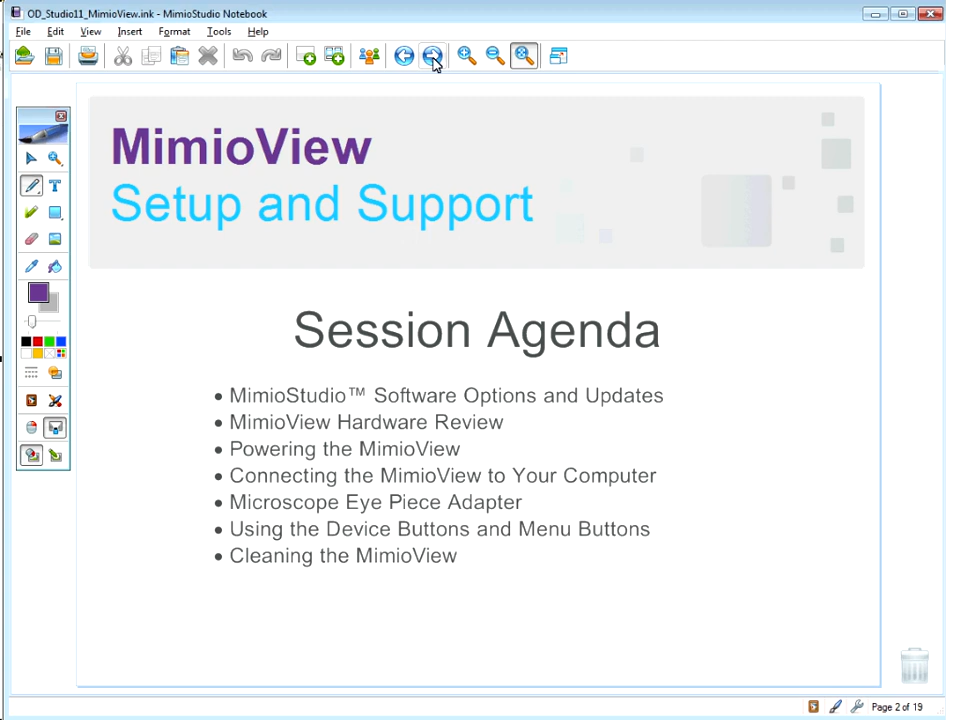 OD_Studio11_MimioView.ink - MimioStudio Notebook
File Edit View Insert Format Tools Help
MimioView
Setup and Support
Session Agenda
• MimioStudio™ Software Options and Updates
• MimioView Hardware Review
• Powering the MimioView
• Connecting the MimioView to Your Computer
• Microscope Eye Piece Adapter
• Using the Device Buttons and Menu Buttons
• Cleaning the MimioView
Page 2 of 19